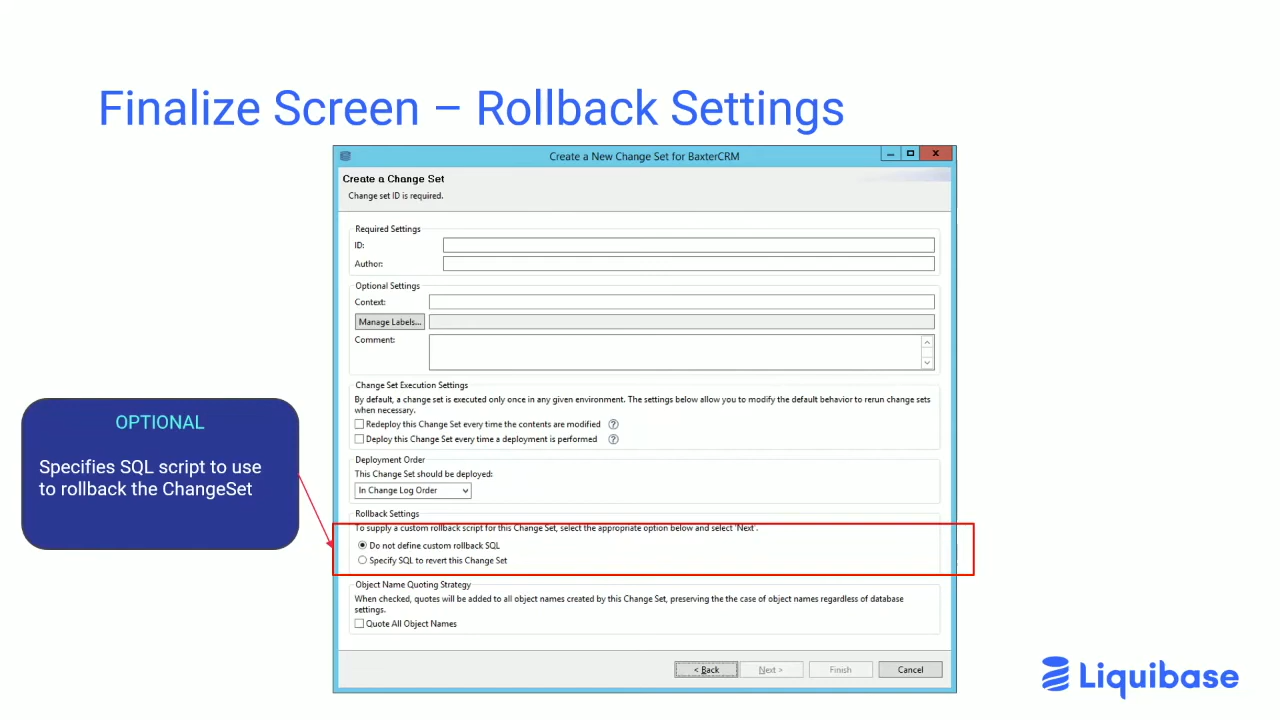 Finalize Screen – Rollback Settings
Create a New Change Set for BaxterCRM
Create a Change Set
Change set ID is required.
Required Settings
ID:
Author:
Optional Settings
Context:
Manage Labels...
Comment:
Change Set Execution Settings
By default, a change set is executed only once in any given environment. The settings below allow you to modify the default behavior to rerun change sets
when necessary.
Redeploy this Change Set every time the contents are modified ?
Deploy this Change Set every time a deployment is performed ?
OPTIONAL
Specifies SQL script to use
to rollback the ChangeSet
Deployment Order
This Change Set should be deployed:
In Change Log Order
Rollback Settings
To supply a custom rollback script for this Change Set, select the appropriate option below and select 'Next'.
Do not define custom rollback SQL
Specify SQL to revert this Change Set
Object Name Quoting Strategy
When checked, quotes will be added to all object names created by this Change Set, preserving the the case of object names regardless of database
settings.
Quote All Object Names
< Back Next > Finish Cancel
Liquibase